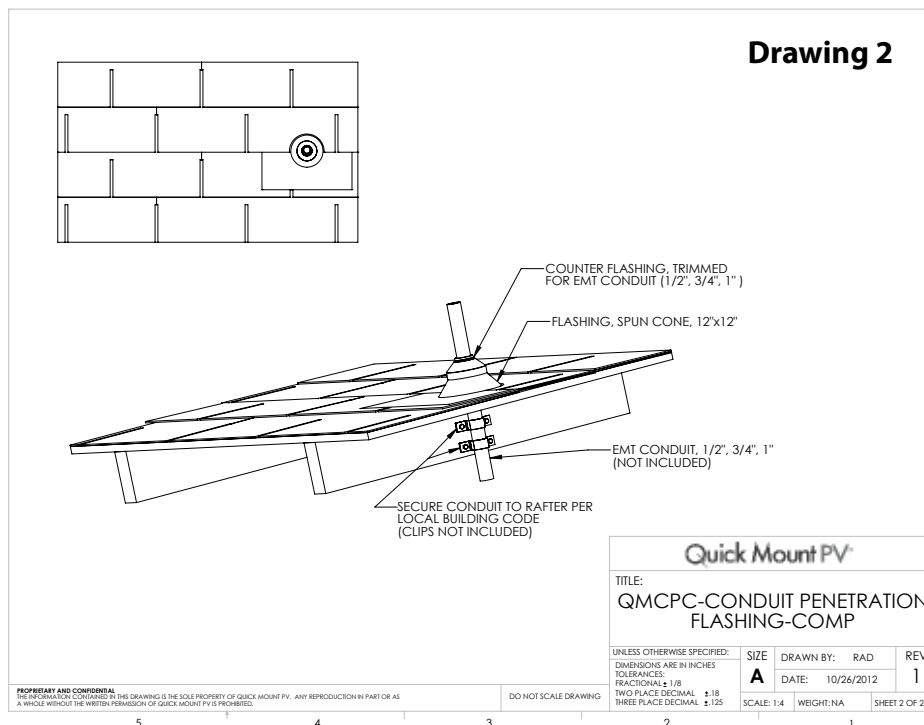 Drawing 2
COUNTER FLASHING, TRIMMED
FOR EMT CONDUIT (1/2", 3/4", 1" )
FLASHING, SPUN CONE, 12"x12"
EMT CONDUIT, 1/2", 3/4", 1"
(NOT INCLUDED)
SECURE CONDUIT TO RAFTER PER
LOCAL BUILDING CODE
(CLIPS NOT INCLUDED)
Quick Mount PV
TITLE:
QMCPC-CONDUIT PENETRATION
FLASHING-COMP
UNLESS OTHERWISE SPECIFIED:
DIMENSIONS ARE IN INCHES
TOLERANCES:
FRACTIONAL ± 1/8
TWO PLACE DECIMAL ±.18
THREE PLACE DECIMAL ±.125
SIZE
A
DRAWN BY: RAD
DATE: 10/26/2012
REV
1
SCALE: 1:4
WEIGHT: NA
SHEET 2 OF 2
PROPRIETARY AND CONFIDENTIAL
THE INFORMATION CONTAINED IN THIS DRAWING IS THE SOLE PROPERTY OF QUICK MOUNT PV. ANY REPRODUCTION IN PART OR AS
A WHOLE WITHOUT THE WRITTEN PERMISSION OF QUICK MOUNT PV IS PROHIBITED.
DO NOT SCALE DRAWING
5 4 3 2 1